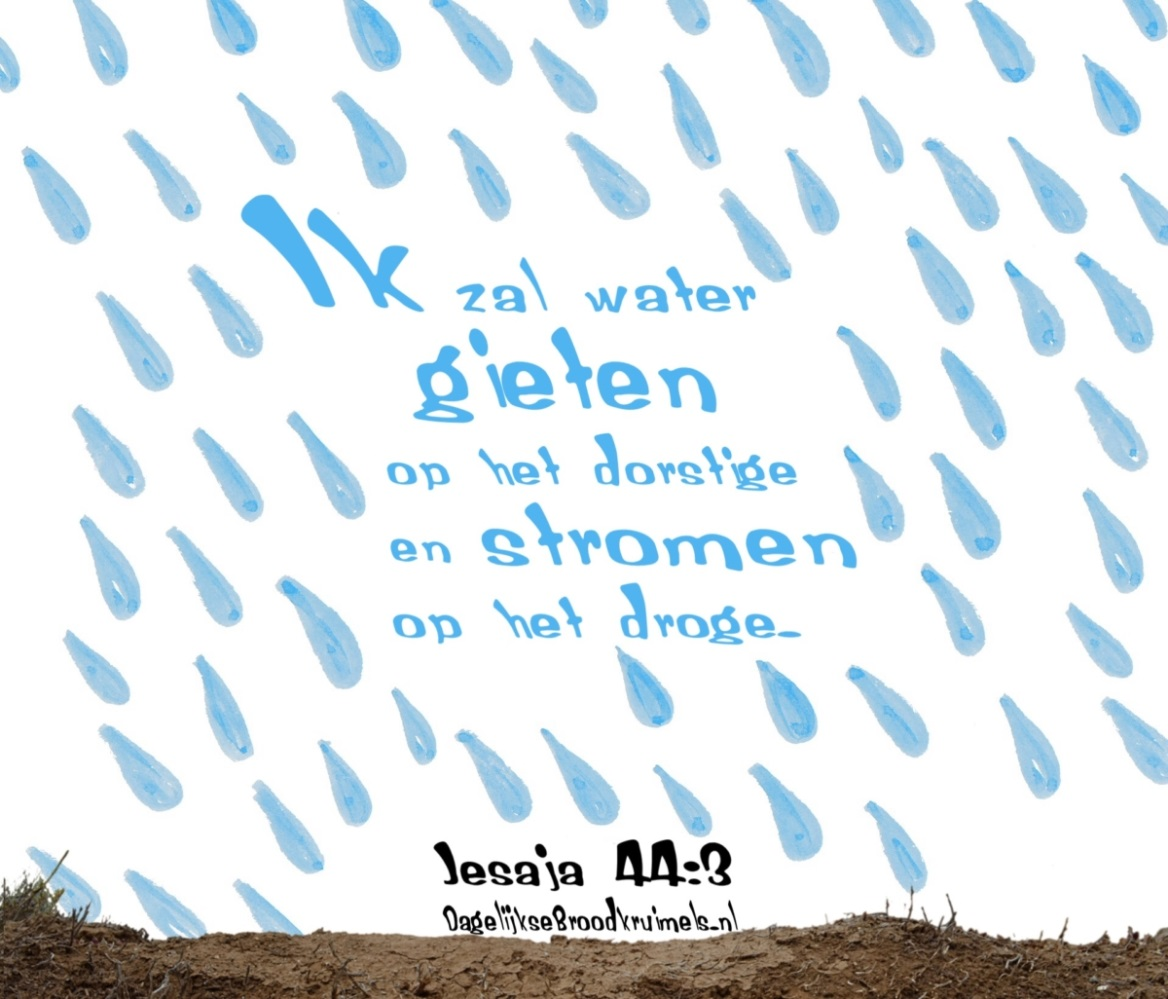 Ik zal water
gieten
op het dorstige
en stromen
op het droge.
Jesaja 44:3
DagelijkseBroodkruimels.nl